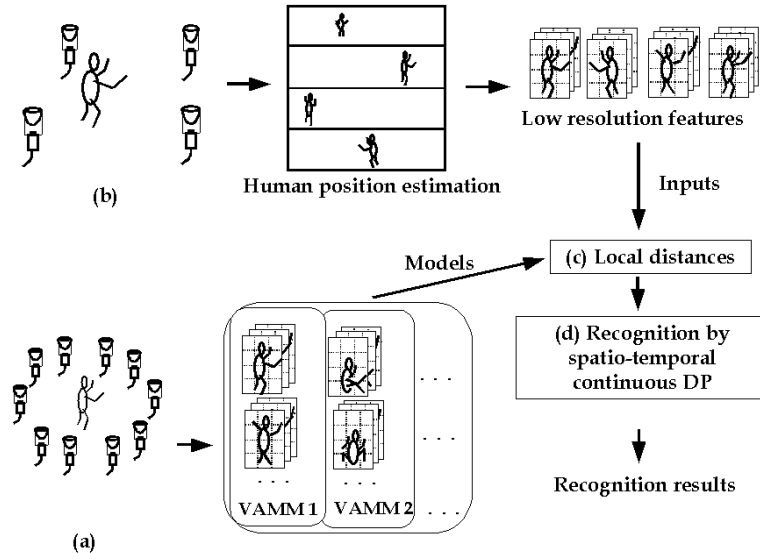 Low resolution features
Human position estimation
(b)
Inputs
Models
(c) Local distances
(d) Recognition by
spatio-temporal
continuous DP
. . .
. . .
. . . . . .
VAMM 1 VAMM 2 . . .
Recognition results
(a)